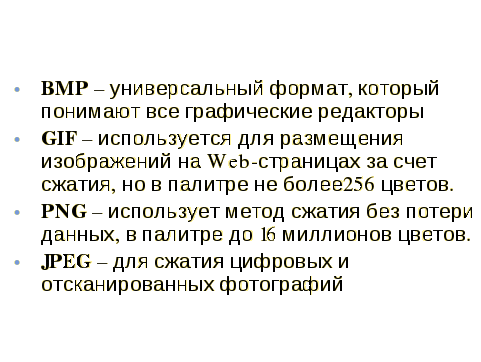 • BMP – универсальный формат, который
понимают все графические редакторы
• GIF – используется для размещения
изображений на Web-страницах за счет
сжатия, но в палитре не более256 цветов.
• PNG – использует метод сжатия без потери
данных, в палитре до 16 миллионов цветов.
• JPEG – для сжатия цифровых и
отсканированных фотографий